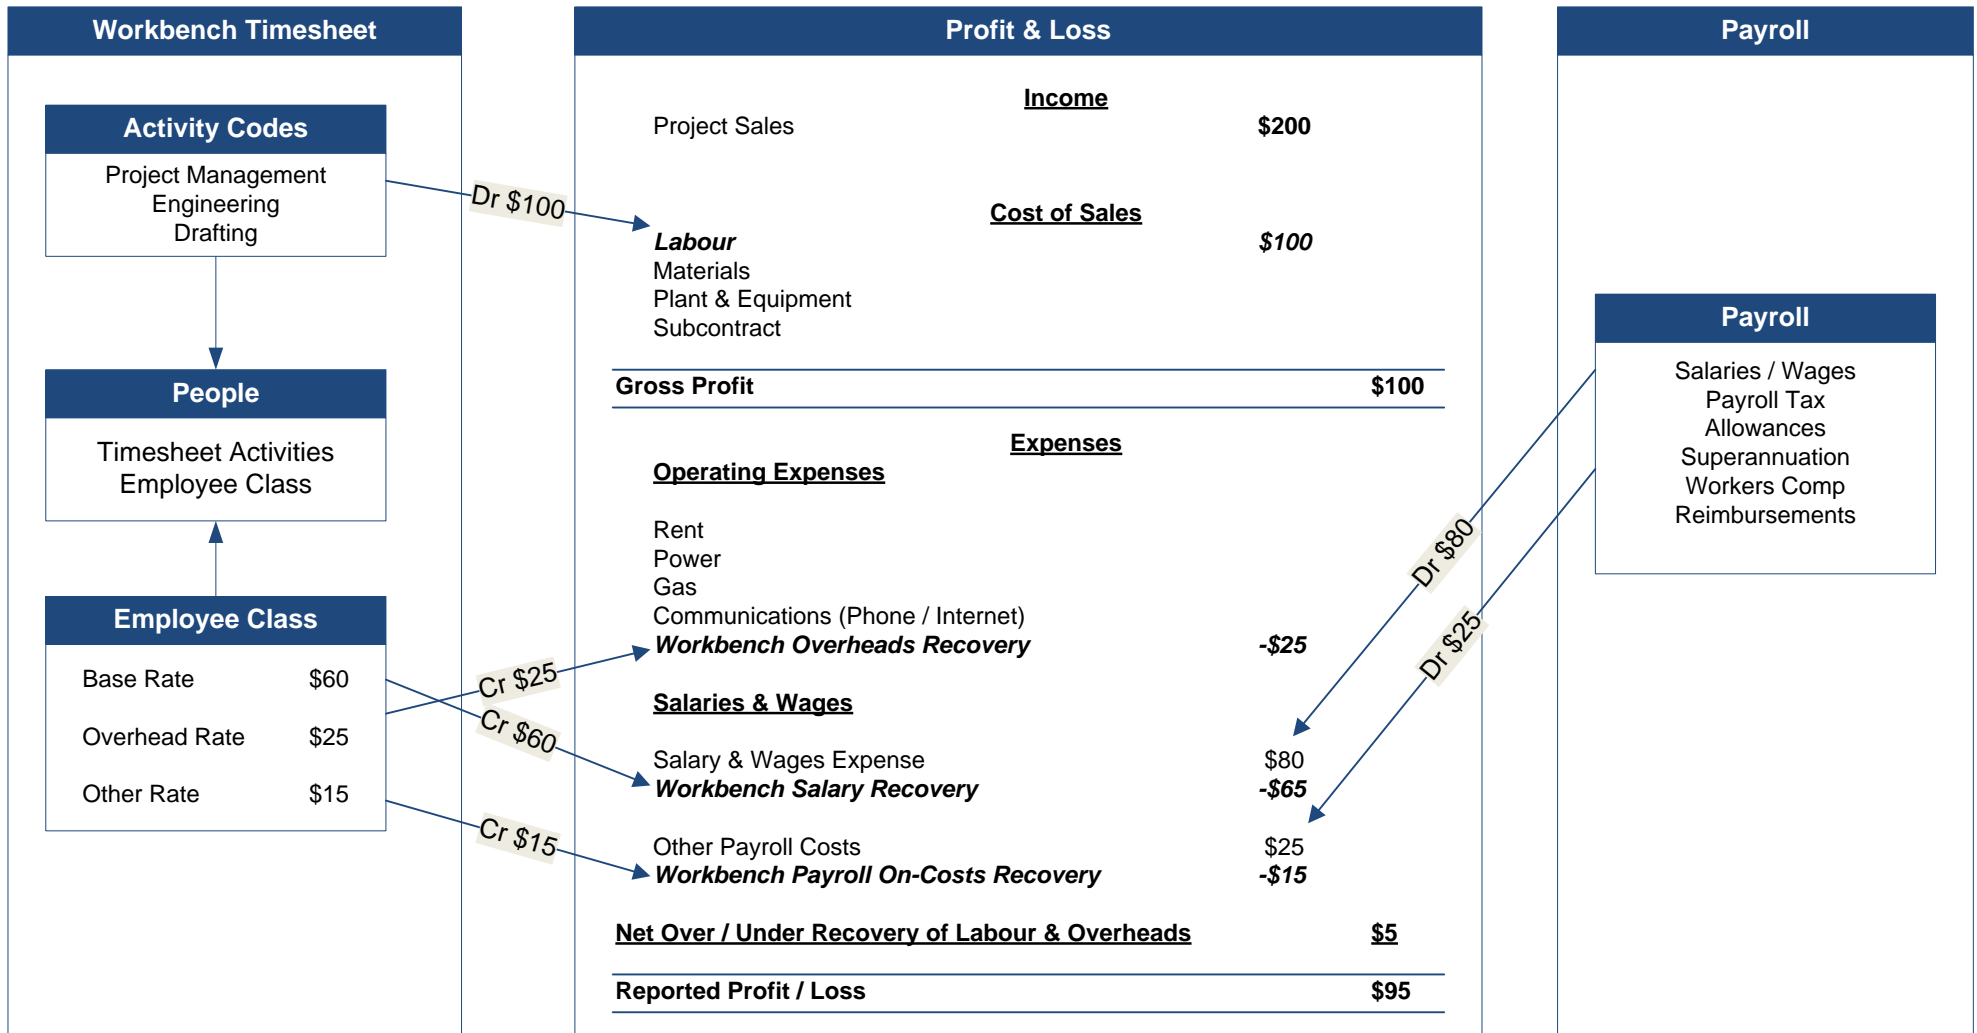 Workbench Timesheet
Activity Codes
Project Management
Engineering
Drafting
People
Timesheet Activities
Employee Class
Employee Class
Base Rate $60
Overhead Rate $25
Other Rate $15
Dr $100
Cr $25
Cr $60
Cr $15
Profit & Loss
Income
Project Sales $200
Cost of Sales
Labour $100
Materials
Plant & Equipment
Subcontract
Gross Profit $100
Expenses
Operating Expenses
Rent
Power
Gas
Communications (Phone / Internet)
Workbench Overheads Recovery -$25
Salaries & Wages
Salary & Wages Expense $80
Workbench Salary Recovery -$65
Other Payroll Costs $25
Workbench Payroll On-Costs Recovery -$15
Net Over / Under Recovery of Labour & Overheads $5
Reported Profit / Loss $95
Dr $80
Dr $25
Payroll
Payroll
Salaries / Wages
Payroll Tax
Allowances
Superannuation
Workers Comp
Reimbursements